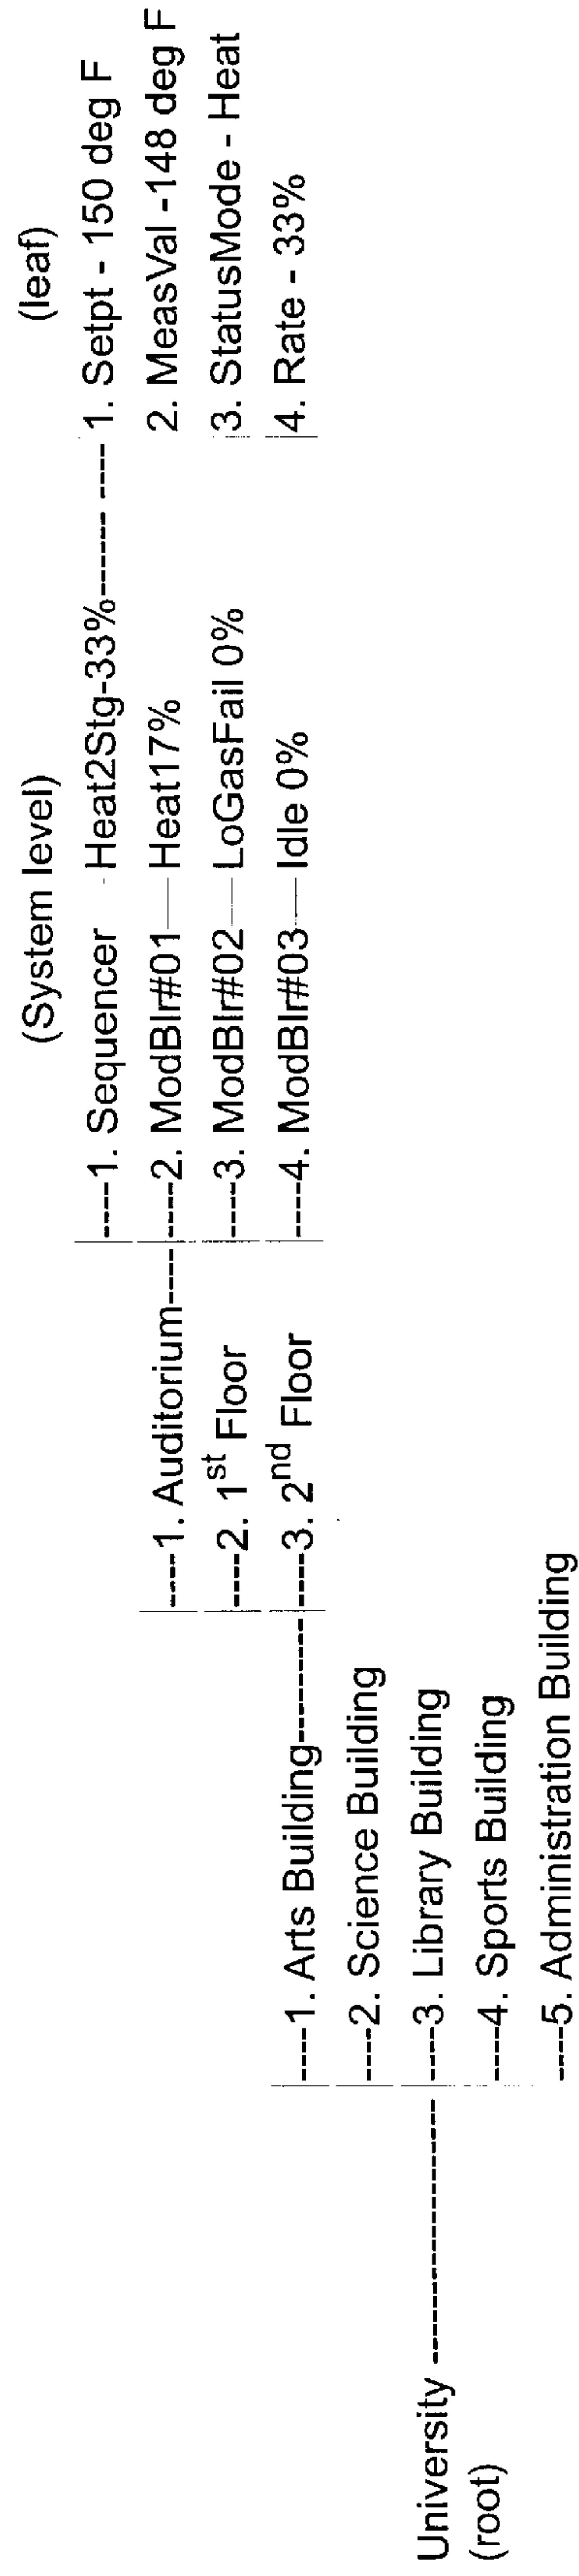 (System level) (leaf)
----1. Sequencer - Heat2Stg-33%------ ---- 1. Setpt - 150 deg F
----1. Auditorium---- ----2. ModBlr#01—Heat17% 2. MeasVal -148 deg F
----2. 1st Floor ----3. ModBlr#02—LoGasFail 0% 3. StatusMode - Heat
----1. Arts Building---------- ----3. 2nd Floor ----4. ModBlr#03—Idle 0% 4. Rate - 33%
----2. Science Building
University -------------------- ----3. Library Building
(root) ----4. Sports Building
----5. Administration Building